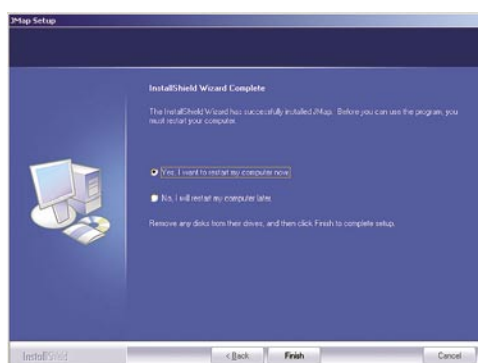 JMap Setup
InstallShield Wizard Complete
The InstallShield Wizard has successfully installed JMap. Before you can use the program, you
must restart your computer.
Yes, I want to restart my computer now.
No, I will restart my computer later.
Remove any disks from their drives, and then click Finish to complete setup.
InstallShield
< Back
Finish
Cancel